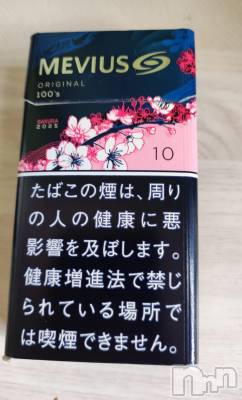 MEVIUS
ORIGINAL
100's
SAKURA
2025
10
たばこの煙は、周り
の人の健康に悪
影響を及ぼします。
健康増進法で禁じ
られている場所で
は喫煙できません。